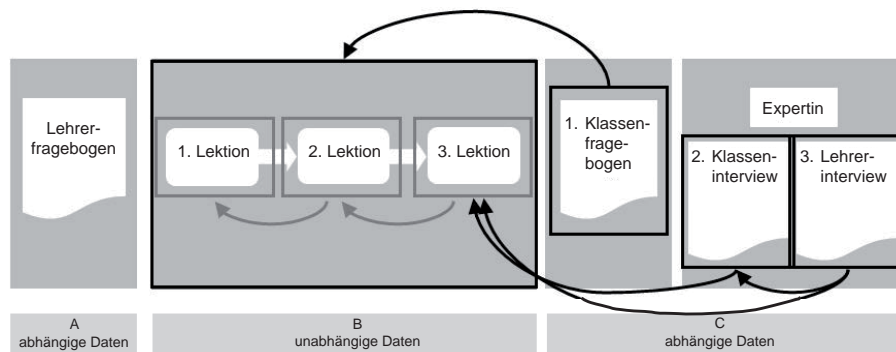 Lehrer-
fragebogen
1. Lektion
2. Lektion
3. Lektion
1. Klassen-
frage-
bogen
Expertin
2. Klassen-
interview
3. Lehrer-
interview
A
abhängige Daten
B
unabhängige Daten
C
abhängige Daten